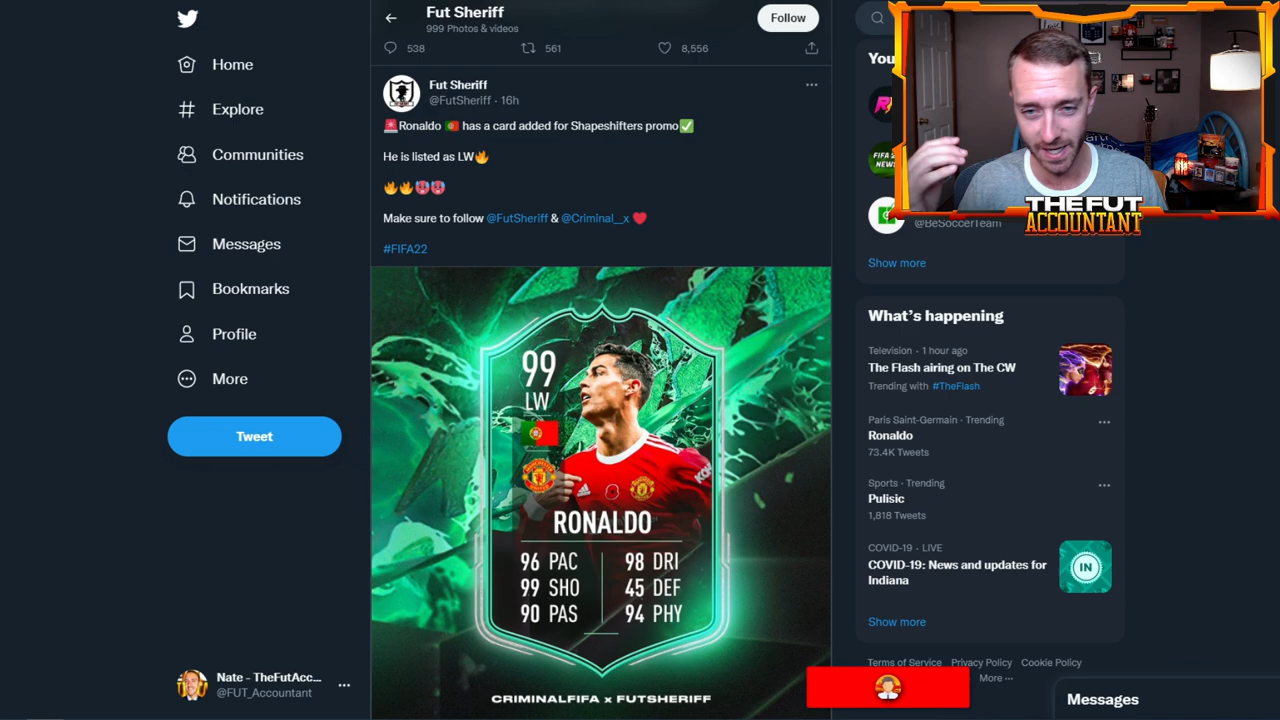 Home
Explore
Communities
Notifications
Messages
Bookmarks
Profile
More
Tweet
Nate - TheFutAcc...
@FUT_Accountant
Fut Sheriff
999 Photos & videos
Follow
538
561
8,556
Fut Sheriff
@FutSheriff · 16h
🚨Ronaldo 🇵🇹 has a card added for Shapeshifters promo✅
He is listed as LW🔥
🔥🔥🥵🥵
Make sure to follow @FutSheriff & @Criminal__x ❤️
#FIFA22
99
LW
RONALDO
96 PAC
98 DRI
99 SHO
45 DEF
90 PAS
94 PHY
CRIMINALFIFA x FUTSHERIFF
You
FIFA 2
@BeSoccerTeam
Show more
THE FUT
ACCOUNTANT
What's happening
Television · 1 hour ago
The Flash airing on The CW
Trending with #TheFlash
Paris Saint-Germain · Trending
Ronaldo
73.4K Tweets
Sports · Trending
Pulisic
1,818 Tweets
COVID-19 · LIVE
COVID-19: News and updates for
Indiana
IN
Show more
Terms of Service Privacy Policy Cookie Policy
More ···
Messages